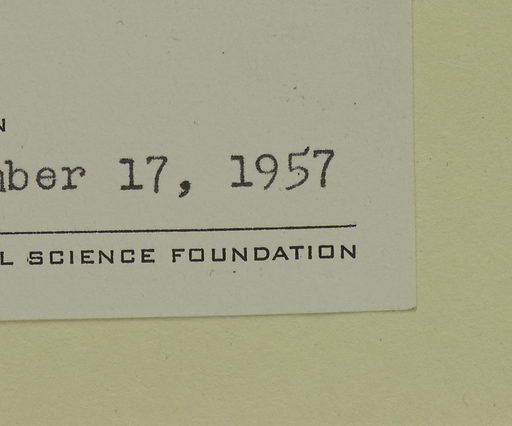 N
mber 17, 1957
L SCIENCE FOUNDATION